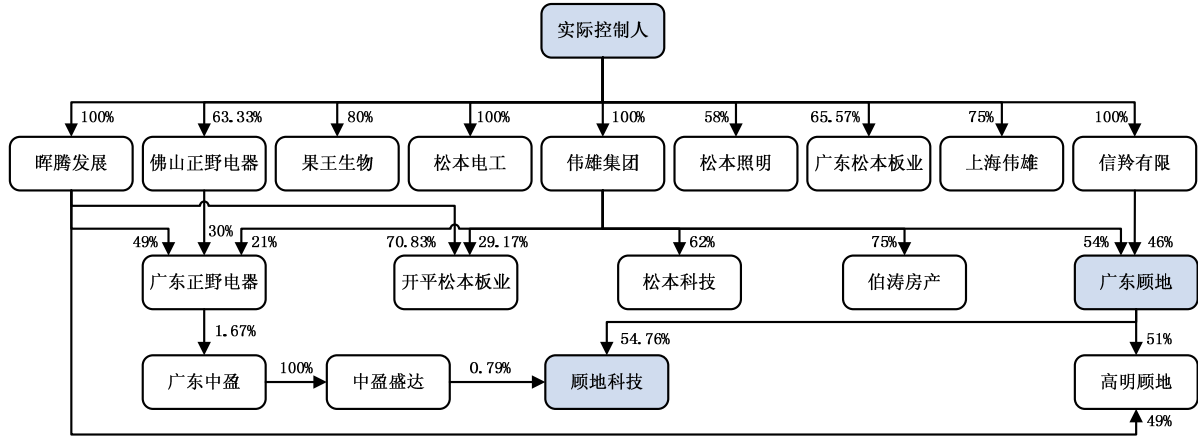 实际控制人
100%
63.33%
80%
100%
100%
58%
65.57%
75%
100%
晖腾发展
佛山正野电器
果王生物
松本电工
伟雄集团
松本照明
广东松本板业
上海伟雄
信羚有限
49%
30%
21%
70.83%
29.17%
62%
75%
54%
46%
广东正野电器
开平松本板业
松本科技
伯涛房产
广东顾地
1.67%
54.76%
51%
广东中盈
100%
中盈盛达
0.79%
顾地科技
高明顾地
49%